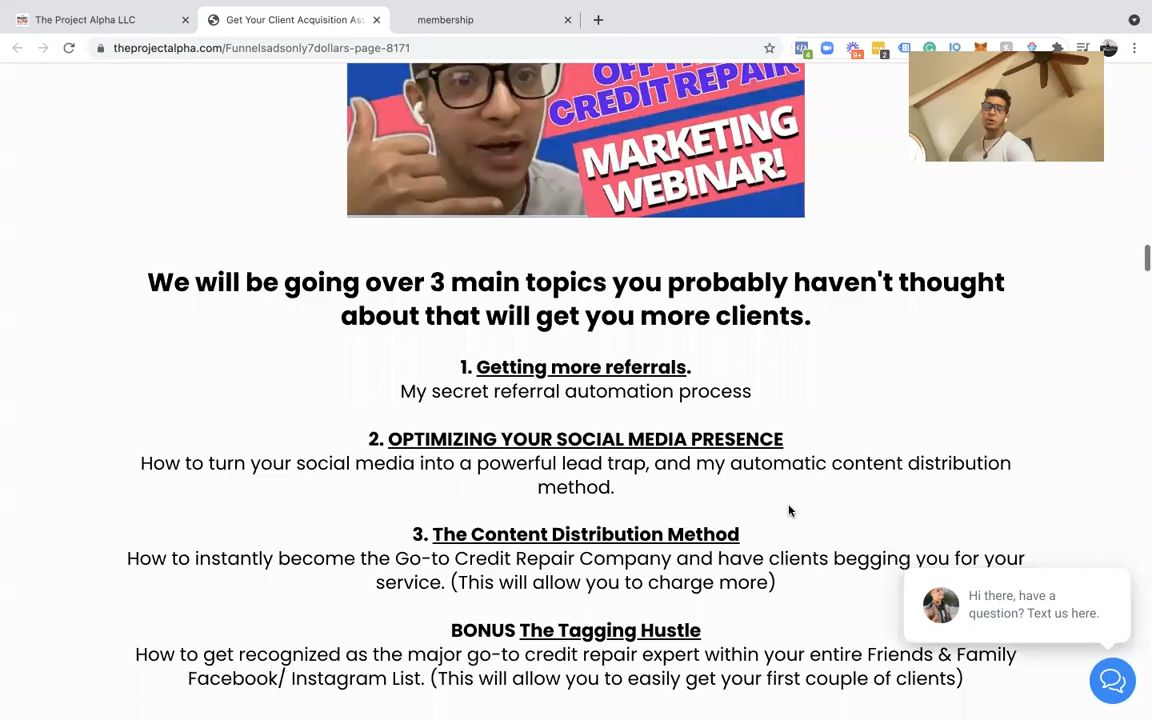 The Project Alpha LLC
Get Your Client Acquisition As
membership
theprojectalpha.com/Funnelsadsonly7dollars-page-8171
4
9+
2
CREDIT REPAIR
MARKETING
WEBINAR!
We will be going over 3 main topics you probably haven't thought
about that will get you more clients.
1. Getting more referrals.
My secret referral automation process
2. OPTIMIZING YOUR SOCIAL MEDIA PRESENCE
How to turn your social media into a powerful lead trap, and my automatic content distribution
method.
3. The Content Distribution Method
How to instantly become the Go-to Credit Repair Company and have clients begging you for your
service. (This will allow you to charge more)
Hi there, have a
question? Text us here.
BONUS The Tagging Hustle
How to get recognized as the major go-to credit repair expert within your entire Friends & Family
Facebook/ Instagram List. (This will allow you to easily get your first couple of clients)